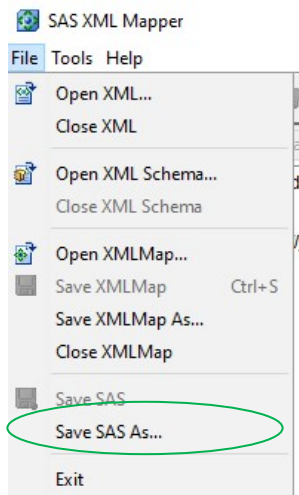 SAS XML Mapper
File Tools Help
Open XML...
Close XML
Open XML Schema...
Close XML Schema
Open XMLMap...
Save XMLMap Ctrl+S
Save XMLMap As...
Close XMLMap
Save SAS
Save SAS As...
Exit